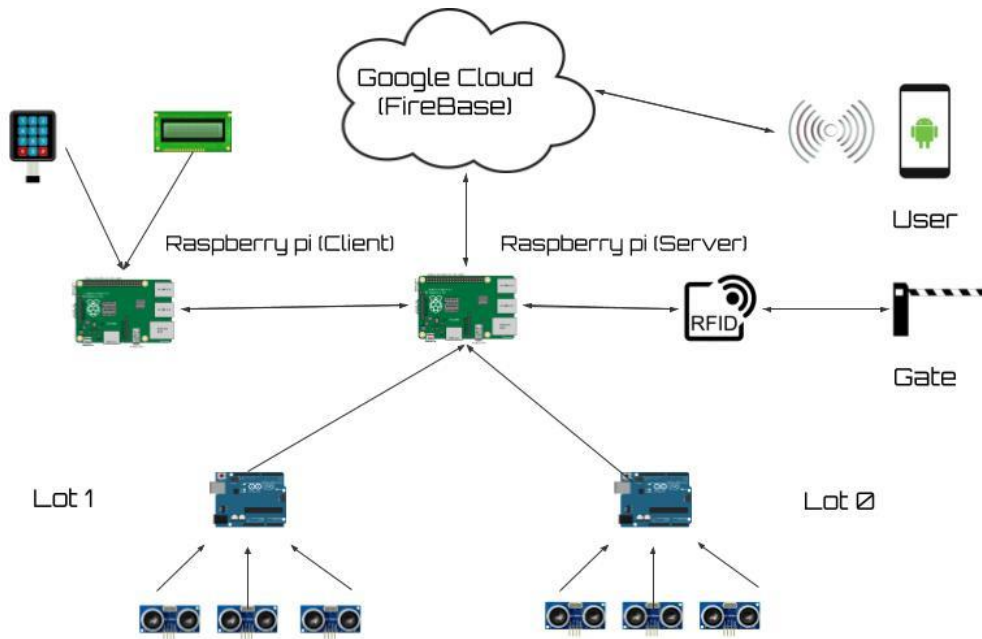 Google Cloud
(FireBase)
User
Raspberry pi (Client)
Raspberry pi (Server)
RFID
Gate
Lot 1
Lot 0